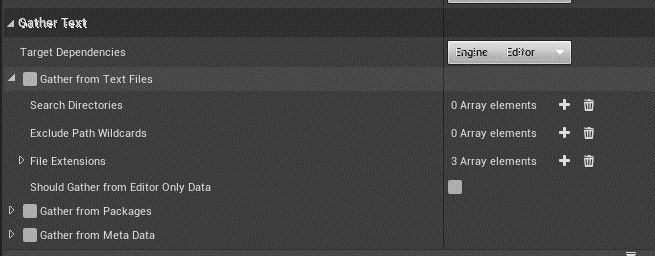 Gather Text
Target Dependencies Engine Editor
Gather from Text Files
Search Directories 0 Array elements
Exclude Path Wildcards 0 Array elements
File Extensions 3 Array elements
Should Gather from Editor Only Data
Gather from Packages
Gather from Meta Data